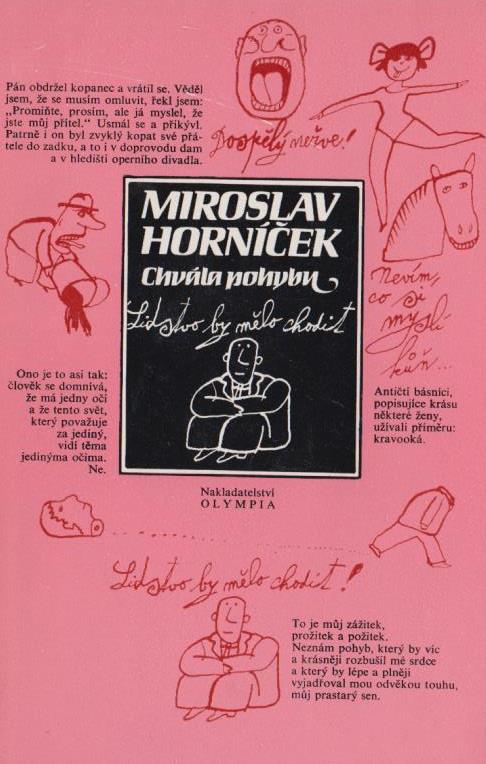 Pán obdržel kopanec a vrátil se. Věděl
jsem, že se musím omluvit, řekl jsem:
„Promiňte, prosím, ale já myslel, že
jste můj přítel.“ Usmál se a přikývl.
Patrně i on byl zvyklý kopat své přá-
tele do zadku, a to i v doprovodu dam
a v hledišti operního divadla.
Dospělý neřve!
MIROSLAV
HORNÍČEK
Chvála pohybu
Lidstvo by mělo chodit
Nevím,
co si
myslí
kůň...
Ono je to asi tak:
člověk se domnívá,
že má jedny oči
a že tento svět,
který považuje
za jediný,
vidí těma
jedinýma očima.
Ne.
Antičtí básníci,
popisujíce krásu
některé ženy,
užívali příměru:
kravooká.
Nakladatelství
OLYMPIA
Lidstvo by mělo chodit!
To je můj zážitek,
prožitek a požitek.
Neznám pohyb, který by víc
a krásněji rozbušil mé srdce
a který by lépe a plněji
vyjadřoval mou odvěkou touhu,
můj prastarý sen.